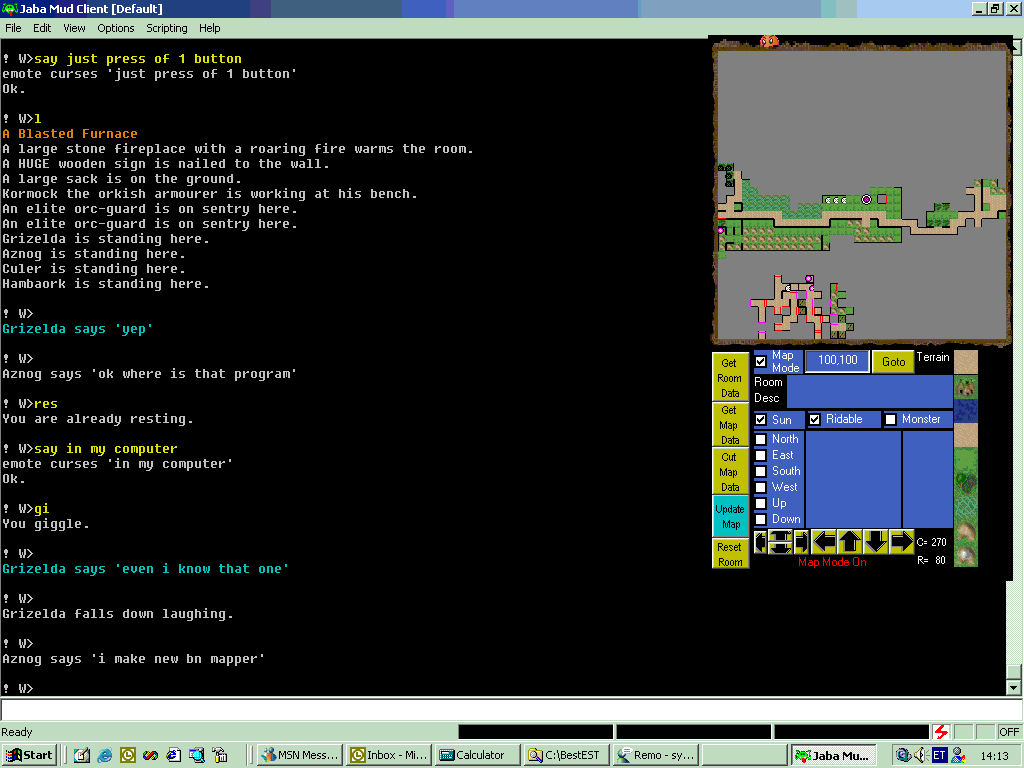 Jaba Mud Client [Default]
File Edit View Options Scripting Help
! W>say just press of 1 button
emote curses 'just press of 1 button'
Ok.
! W>l
A Blasted Furnace
A large stone fireplace with a roaring fire warms the room.
A HUGE wooden sign is nailed to the wall.
A large sack is on the ground.
Kormock the orkish armourer is working at his bench.
An elite orc-guard is on sentry here.
An elite orc-guard is on sentry here.
Grizelda is standing here.
Aznog is standing here.
Culer is standing here.
Hambaork is standing here.
! W>
Grizelda says 'yep'
! W>
Aznog says 'ok where is that program'
! W>res
You are already resting.
! W>say in my computer
emote curses 'in my computer'
Ok.
! W>gi
You giggle.
! W>
Grizelda says 'even i know that one'
! W>
Grizelda falls down laughing.
! W>
Aznog says 'i make new bn mapper'
! W>
Get
Room
Data
Get
Map
Data
Cut
Map
Data
Update
Map
Reset
Room
Map
Mode
100,100
Goto
Terrain
Room
Desc
Sun
Ridable
Monster
North
East
South
West
Up
Down
C= 270
R= 80
Map Mode On
Ready
OFF
Start
MSN Mess...
Inbox - Mi...
Calculator
C:\BestEST
Remo - sy...
Jaba Mu...
ET
14:13